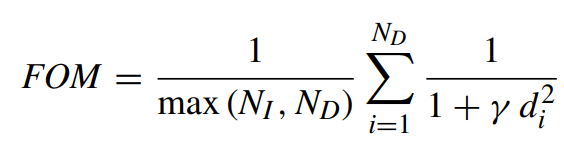 FOM = \frac{1}{\max (N_I, N_D)} \sum_{i=1}^{N_D} \frac{1}{1 + \gamma d_i^2}